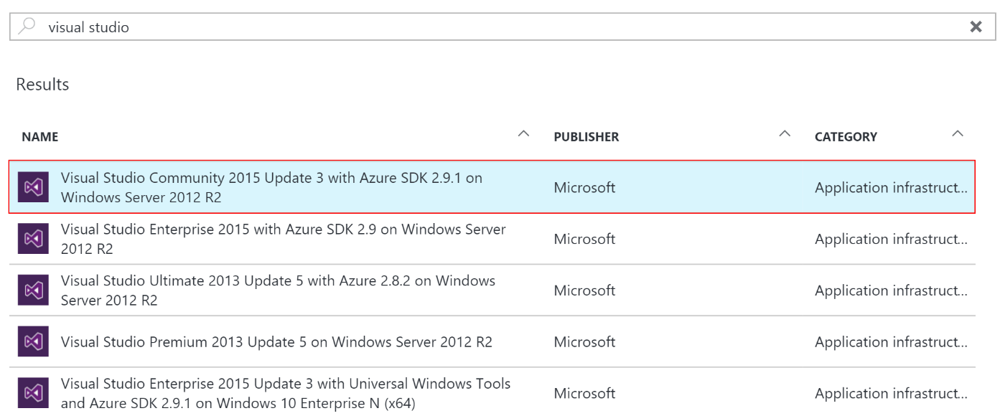 visual studio
Results
NAME PUBLISHER CATEGORY
Visual Studio Community 2015 Update 3 with Azure SDK 2.9.1 on
Windows Server 2012 R2
Microsoft
Application infrastruct...
Visual Studio Enterprise 2015 with Azure SDK 2.9 on Windows Server
2012 R2
Microsoft
Application infrastruct...
Visual Studio Ultimate 2013 Update 5 with Azure 2.8.2 on Windows
Server 2012 R2
Microsoft
Application infrastruct...
Visual Studio Premium 2013 Update 5 on Windows Server 2012 R2
Microsoft
Application infrastruct...
Visual Studio Enterprise 2015 Update 3 with Universal Windows Tools
and Azure SDK 2.9.1 on Windows 10 Enterprise N (x64)
Microsoft
Application infrastruct...